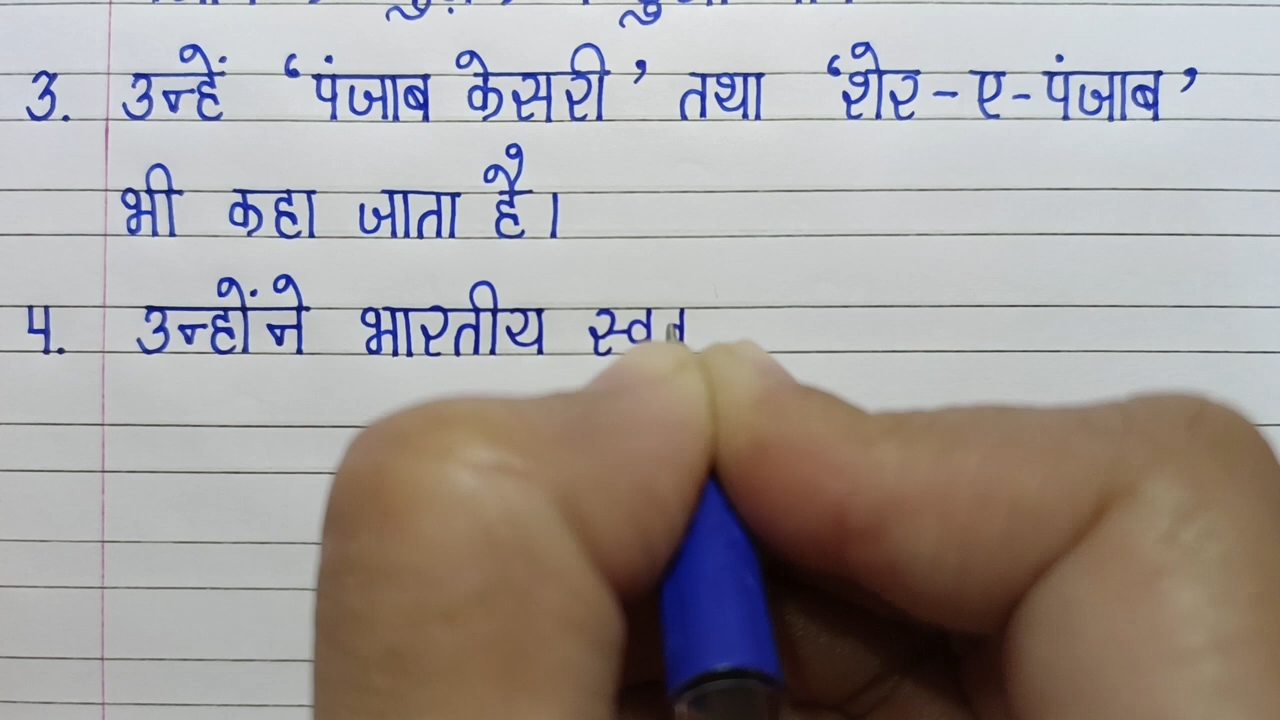 3. उन्हें 'पंजाब केसरी' तथा 'शेर-ए-पंजाब'
भी कहा जाता है।
4. उन्होंने भारतीय